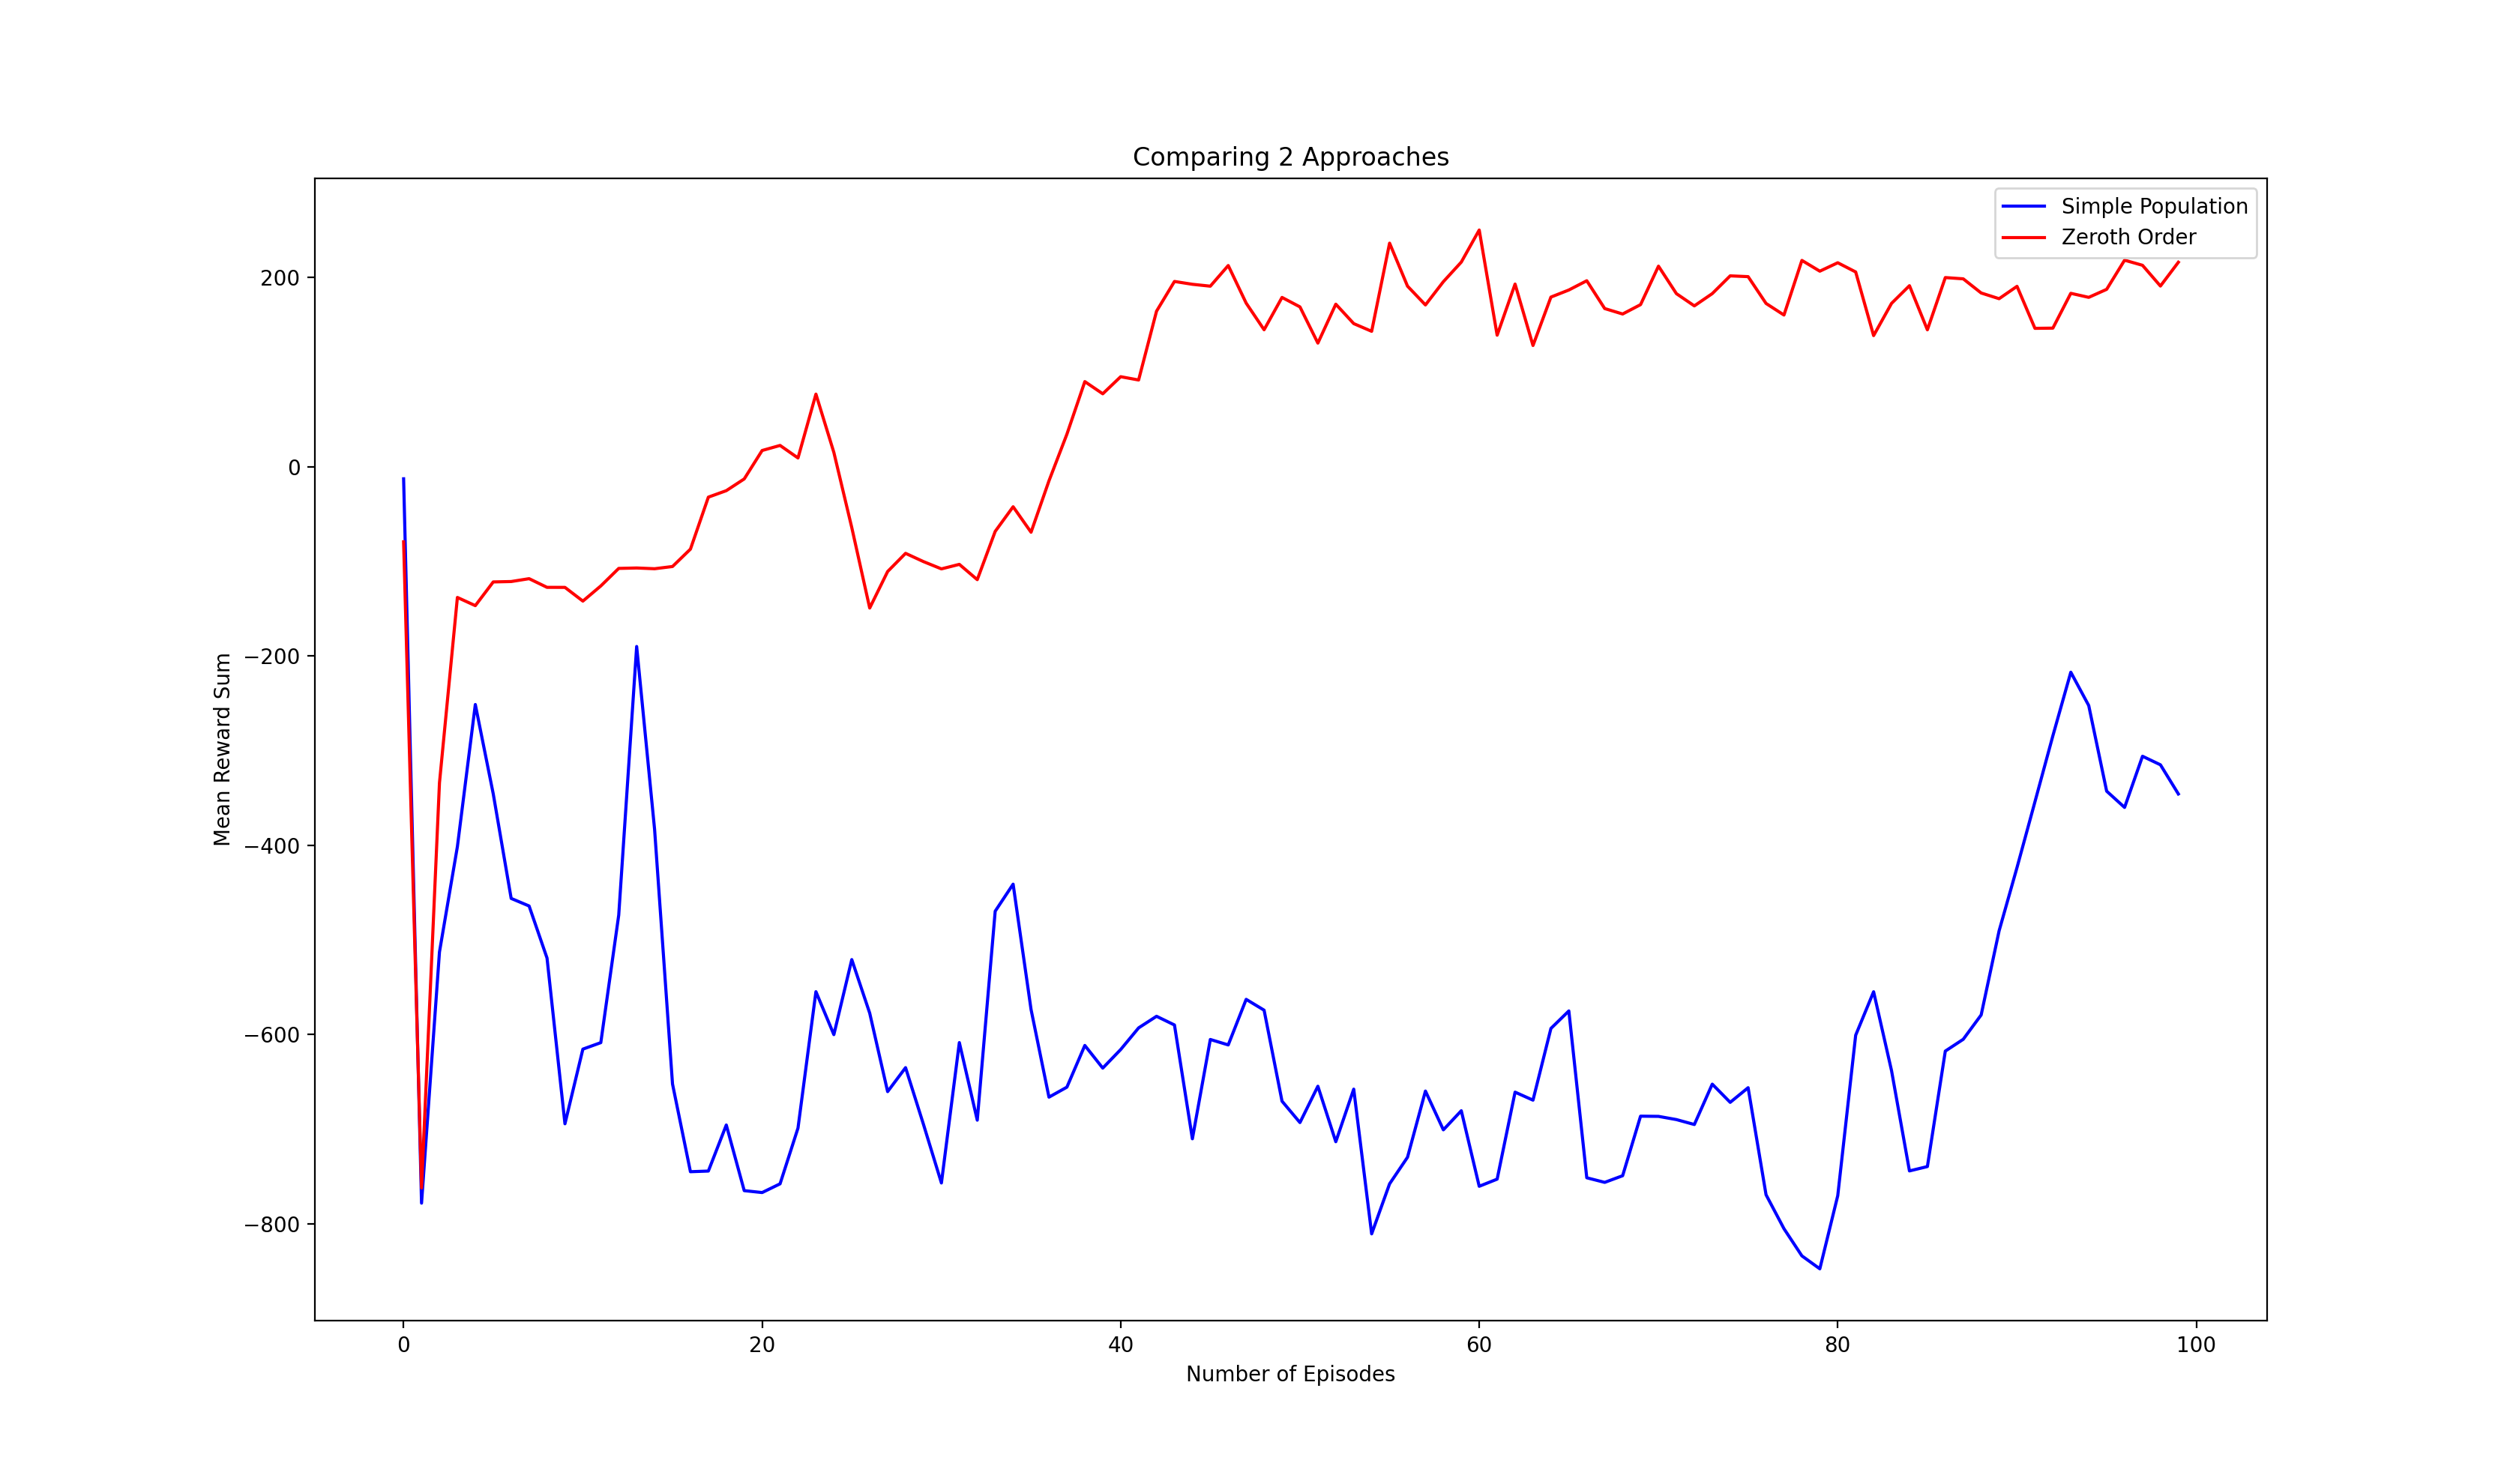 Comparing 2 Approaches
Simple Population
Zeroth Order
Mean Reward Sum
200
0
−200
−400
−600
−800
0 20 40 60 80 100
Number of Episodes